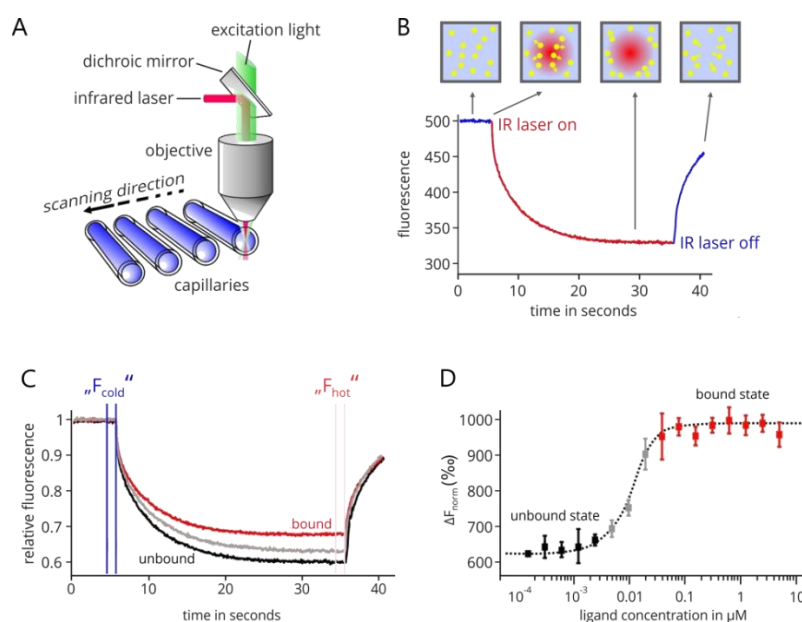 A
excitation light
dichroic mirror
infrared laser
objective
scanning direction
capillaries
B
500
450
400
350
300
fluorescence
IR laser on
IR laser off
0
10
20
30
40
time in seconds
C
„Fcold“
„Fhot“
1
0.9
0.8
0.7
0.6
relative fluorescence
bound
unbound
0
10
20
30
40
time in seconds
D
1000
900
800
700
600
ΔFnorm (‰)
bound state
unbound state
10⁻⁴
10⁻³
0.01
0.1
1
10
ligand concentration in µM